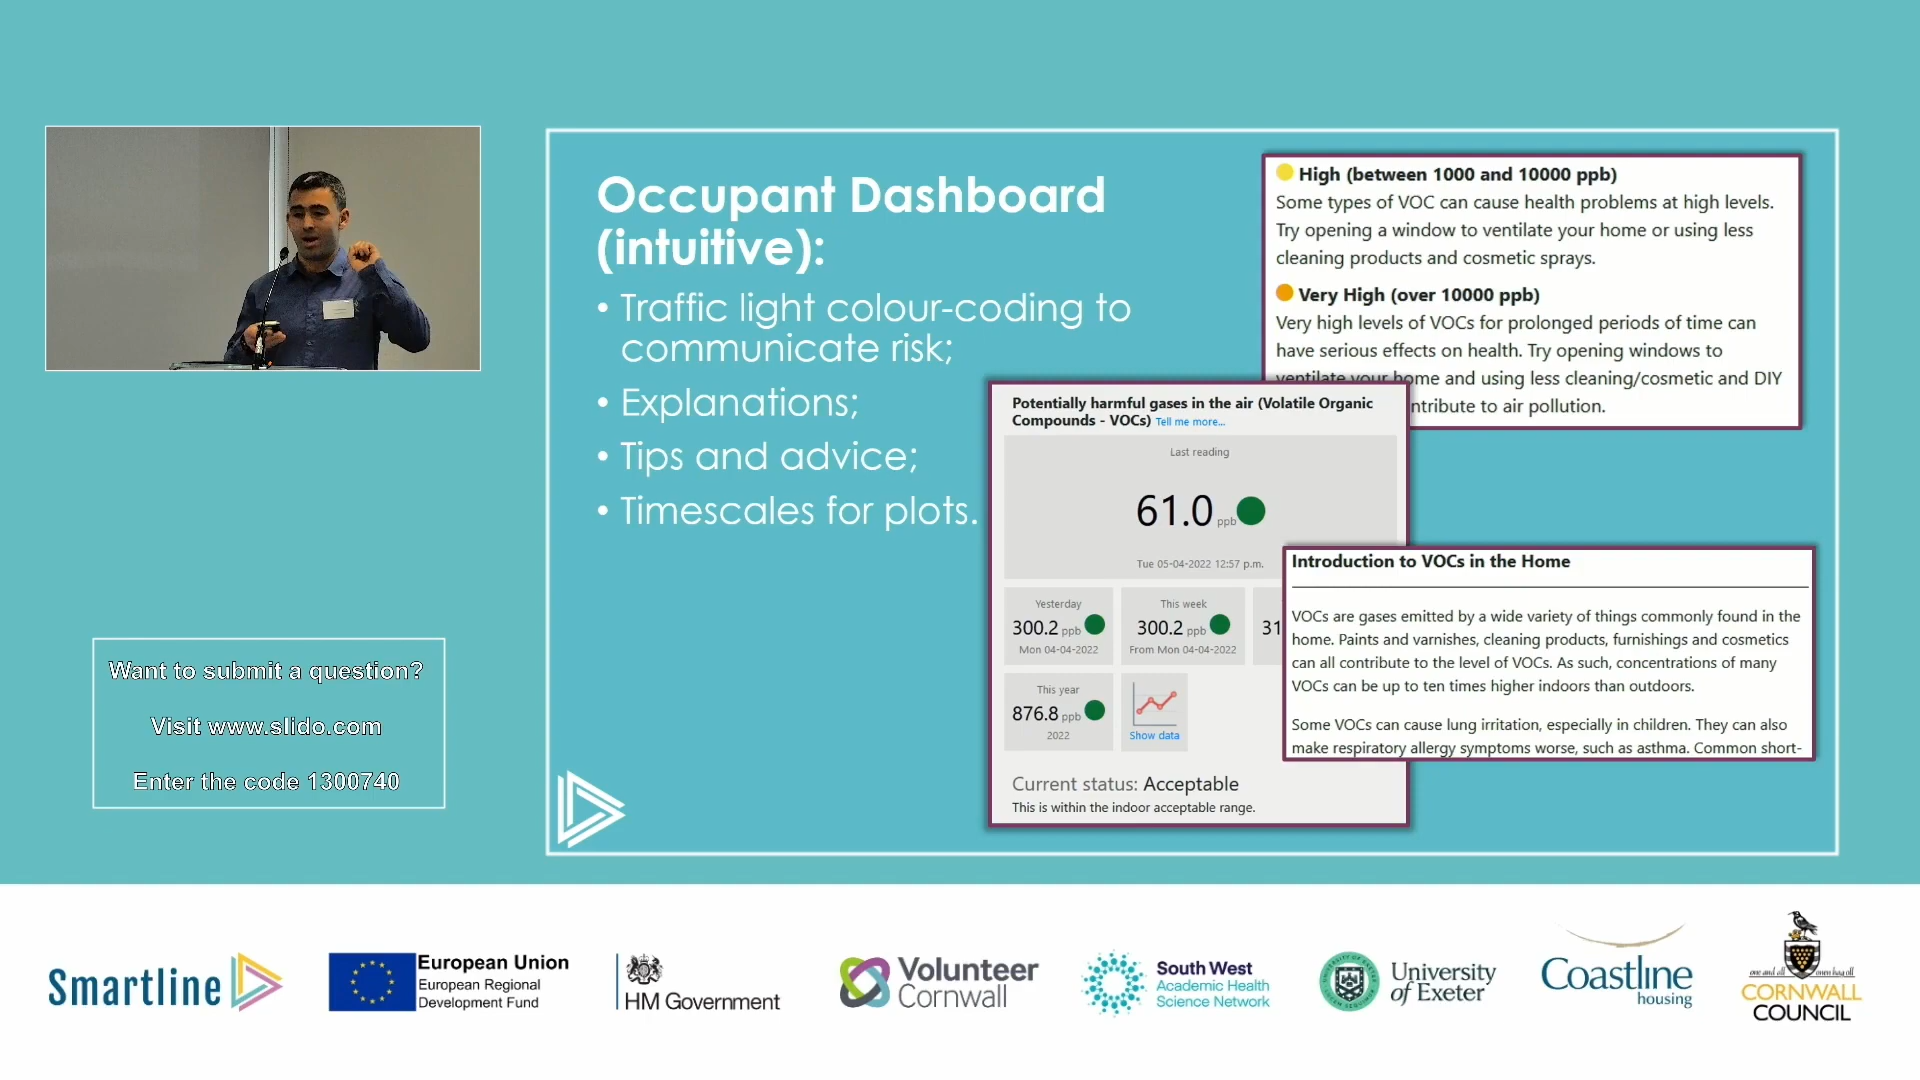 Occupant Dashboard
(intuitive):
• Traffic light colour-coding to
communicate risk;
• Explanations;
• Tips and advice;
• Timescales for plots.
High (between 1000 and 10000 ppb)
Some types of VOC can cause health problems at high levels.
Try opening a window to ventilate your home or using less
cleaning products and cosmetic sprays.
Very High (over 10000 ppb)
Very high levels of VOCs for prolonged periods of time can
have serious effects on health. Try opening windows to
ventilate your home and using less cleaning/cosmetic and DIY
ntribute to air pollution.
Potentially harmful gases in the air (Volatile Organic
Compounds - VOCs) Tell me more...
Last reading
61.0 ppb
Tue 05-04-2022 12:57 p.m.
Yesterday
300.2 ppb
Mon 04-04-2022
This week
300.2 ppb
From Mon 04-04-2022
31
This year
876.8 ppb
2022
Show data
Current status: Acceptable
This is within the indoor acceptable range.
Introduction to VOCs in the Home
VOCs are gases emitted by a wide variety of things commonly found in the
home. Paints and varnishes, cleaning products, furnishings and cosmetics
can all contribute to the level of VOCs. As such, concentrations of many
VOCs can be up to ten times higher indoors than outdoors.
Some VOCs can cause lung irritation, especially in children. They can also
make respiratory allergy symptoms worse, such as asthma. Common short-
Want to submit a question?
Visit www.slido.com
Enter the code 1300740
Smartline
European Union
European Regional
Development Fund
HM Government
Volunteer
Cornwall
South West
Academic Health
Science Network
University
of Exeter
Coastline
housing
one and all
CORNWALL
COUNCIL